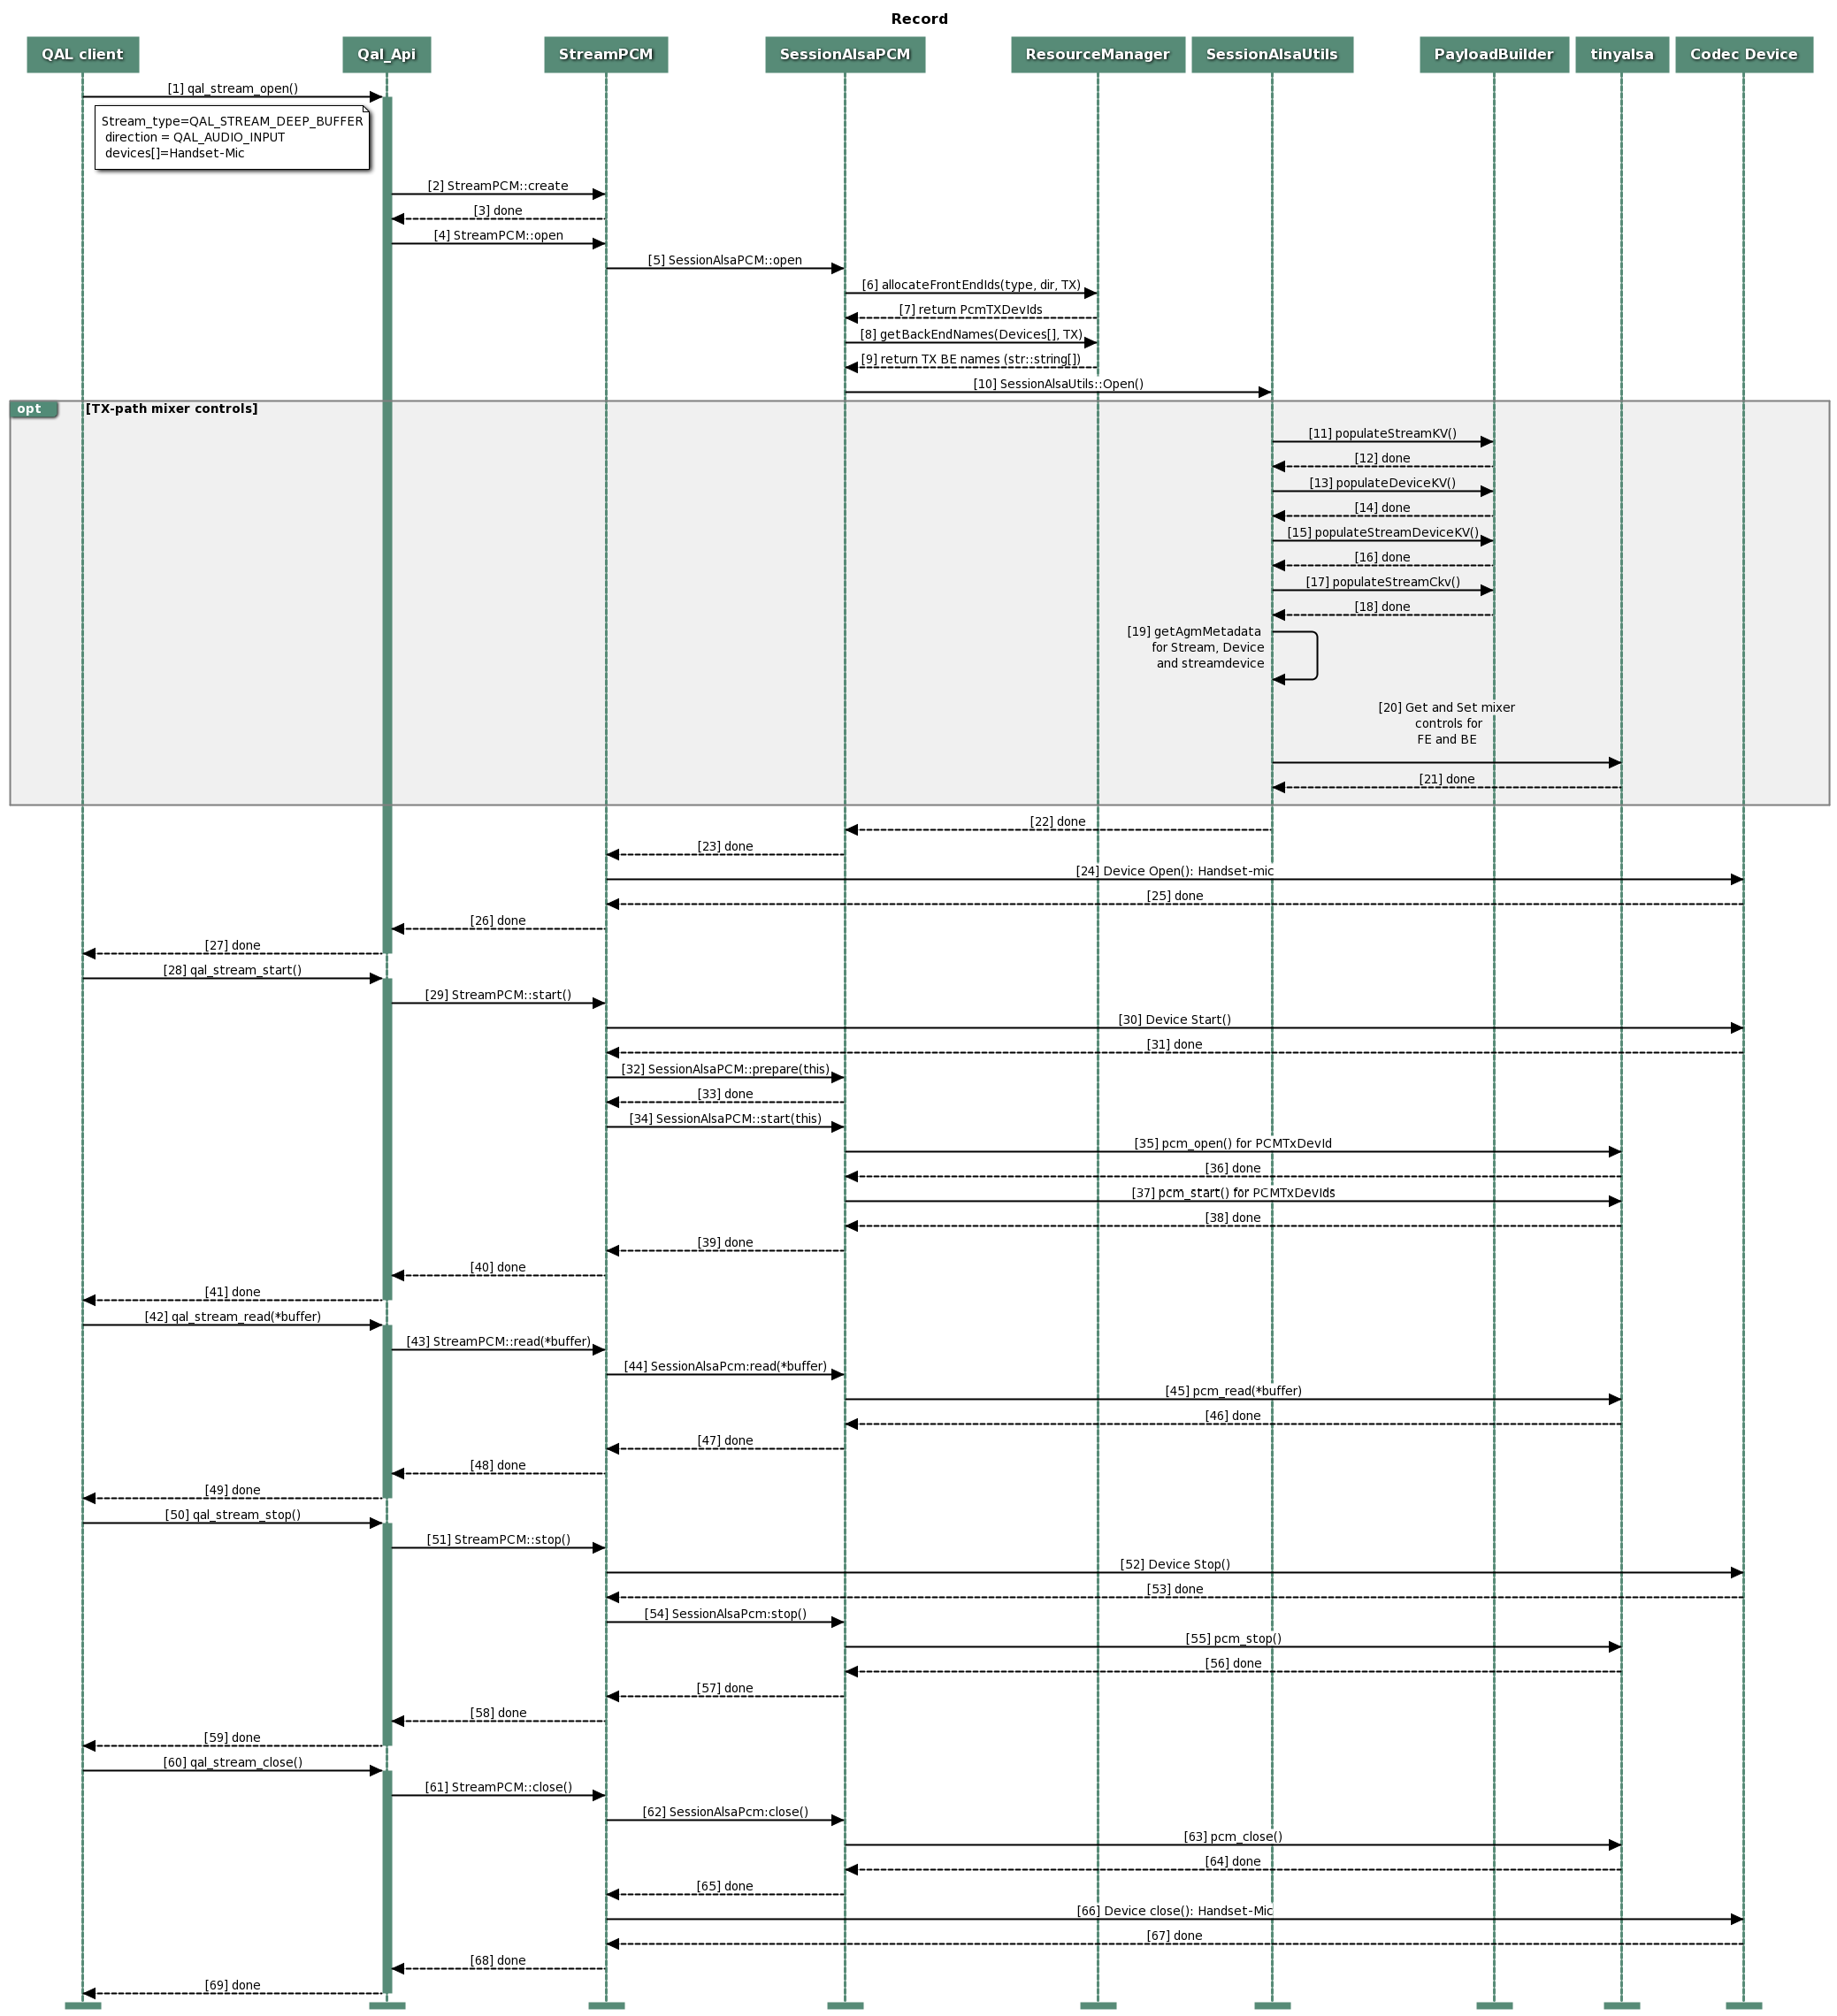 Record
QAL client
Qal_Api
StreamPCM
SessionAlsaPCM
ResourceManager
SessionAlsaUtils
PayloadBuilder
tinyalsa
Codec Device
[1] qal_stream_open()
Stream_type=QAL_STREAM_DEEP_BUFFER
direction = QAL_AUDIO_INPUT
devices[]=Handset-Mic
[2] StreamPCM::create
[3] done
[4] StreamPCM::open
[5] SessionAlsaPCM::open
[6] allocateFrontEndIds(type, dir, TX)
[7] return PcmTXDevIds
[8] getBackEndNames(Devices[], TX)
[9] return TX BE names (str::string[])
[10] SessionAlsaUtils::Open()
opt
[TX-path mixer controls]
[11] populateStreamKV()
[12] done
[13] populateDeviceKV()
[14] done
[15] populateStreamDeviceKV()
[16] done
[17] populateStreamCkv()
[18] done
[19] getAgmMetadata
for Stream, Device
and streamdevice
[20] Get and Set mixer
controls for
FE and BE
[21] done
[22] done
[23] done
[24] Device Open(): Handset-mic
[25] done
[26] done
[27] done
[28] qal_stream_start()
[29] StreamPCM::start()
[30] Device Start()
[31] done
[32] SessionAlsaPCM::prepare(this)
[33] done
[34] SessionAlsaPCM::start(this)
[35] pcm_open() for PCMTxDevId
[36] done
[37] pcm_start() for PCMTxDevIds
[38] done
[39] done
[40] done
[41] done
[42] qal_stream_read(*buffer)
[43] StreamPCM::read(*buffer)
[44] SessionAlsaPcm:read(*buffer)
[45] pcm_read(*buffer)
[46] done
[47] done
[48] done
[49] done
[50] qal_stream_stop()
[51] StreamPCM::stop()
[52] Device Stop()
[53] done
[54] SessionAlsaPcm:stop()
[55] pcm_stop()
[56] done
[57] done
[58] done
[59] done
[60] qal_stream_close()
[61] StreamPCM::close()
[62] SessionAlsaPcm:close()
[63] pcm_close()
[64] done
[65] done
[66] Device close(): Handset-Mic
[67] done
[68] done
[69] done